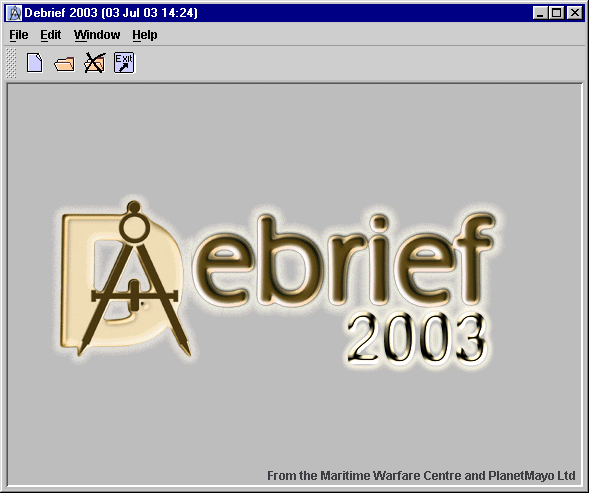 Debrief 2003 (03 Jul 03 14:24)
File Edit Window Help
Exit
Debrief
2003
From the Maritime Warfare Centre and PlanetMayo Ltd